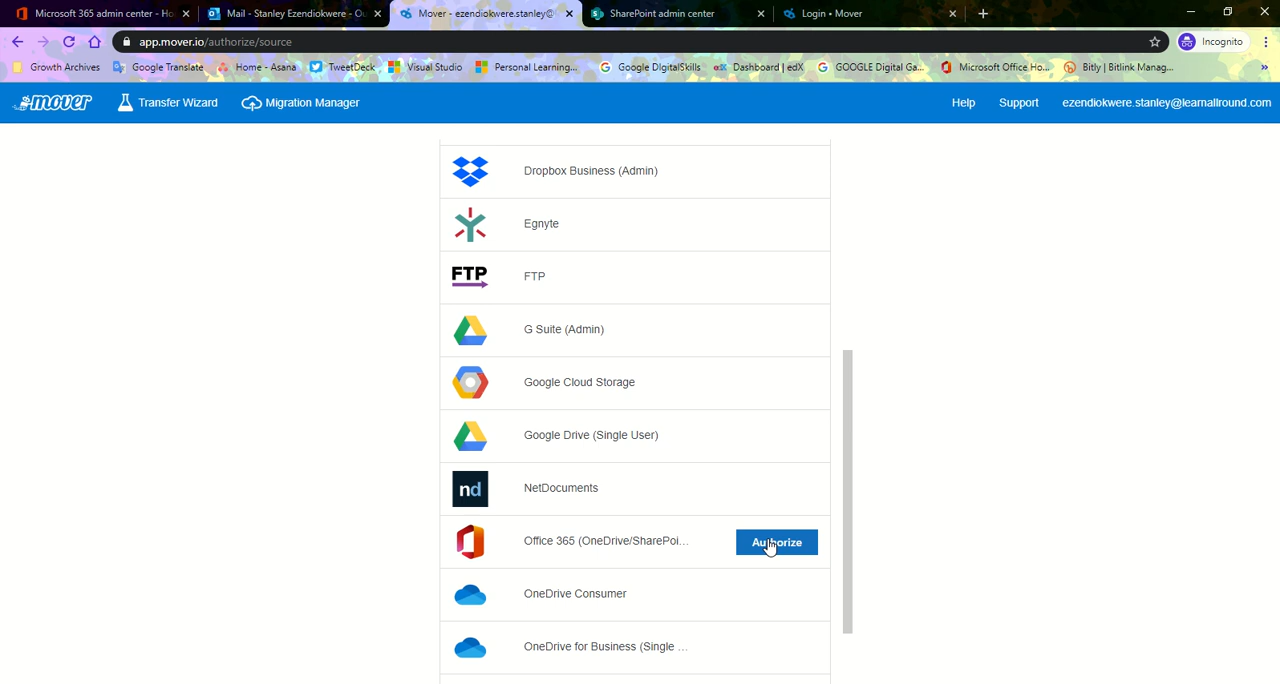 Microsoft 365 admin center - Ho
Mail - Stanley Ezendiokwere - Ou
Mover - ezendiokwere.stanley@
SharePoint admin center
Login • Mover
app.mover.io/authorize/source
Incognito
Growth Archives
Google Translate
Home - Asana
TweetDeck
Visual Studio
Personal Learning...
Google DigitalSkills
Dashboard | edX
GOOGLE Digital Ga...
Microsoft Office Ho...
Bitly | Bitlink Manag...
mover
Transfer Wizard
Migration Manager
Help
Support
ezendiokwere.stanley@learnallround.com
Dropbox Business (Admin)
Egnyte
FTP
FTP
G Suite (Admin)
Google Cloud Storage
Google Drive (Single User)
nd
NetDocuments
Office 365 (OneDrive/SharePoi...
Authorize
OneDrive Consumer
OneDrive for Business (Single ...